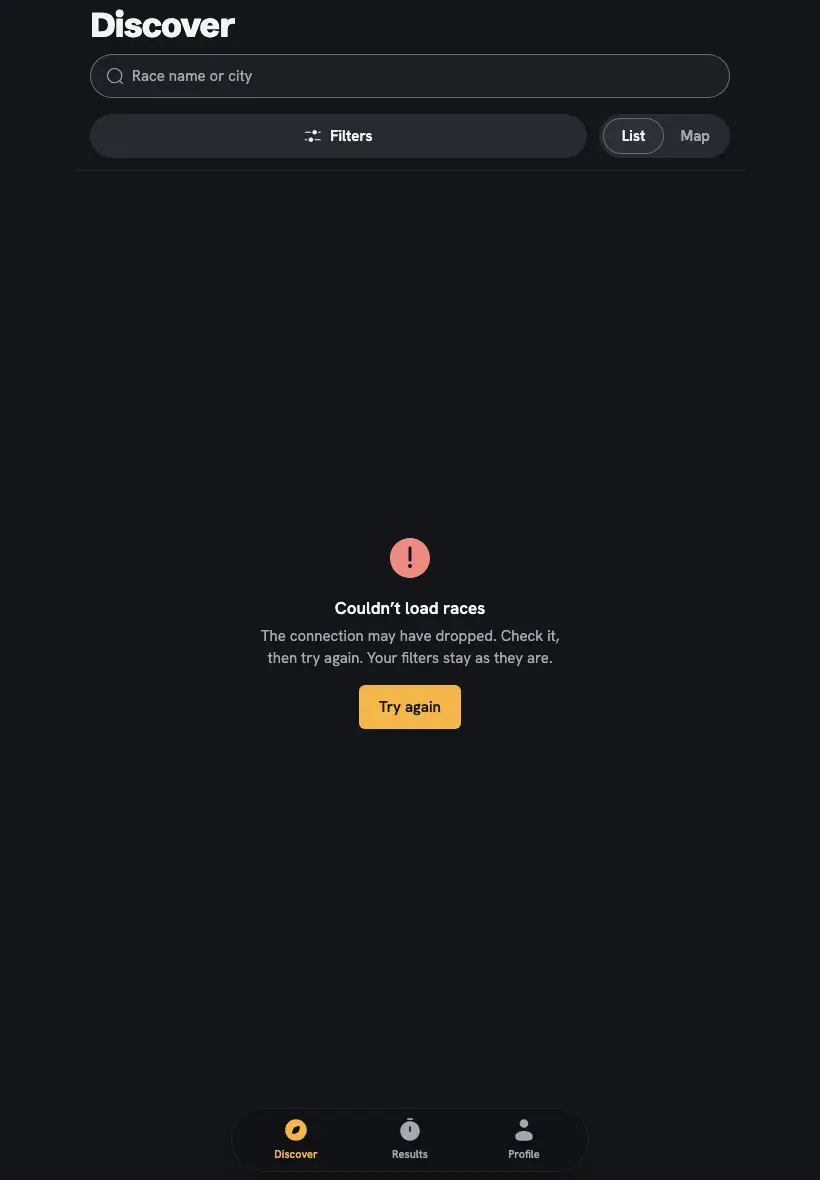 Discover
Race name or city
Filters
List
Map
Couldn’t load races
The connection may have dropped. Check it,
then try again. Your filters stay as they are.
Try again
Discover
Results
Profile